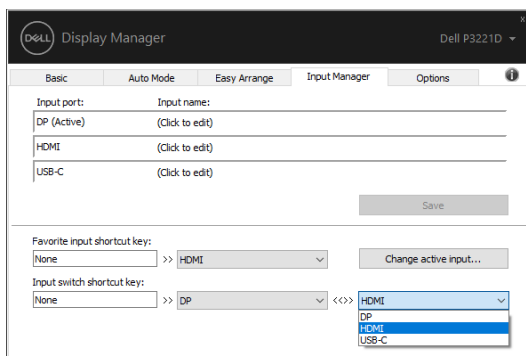 x
DELL Display Manager Dell P3221D
Basic Auto Mode Easy Arrange Input Manager Options i
Input port: Input name:
DP (Active) (Click to edit)
HDMI (Click to edit)
USB-C (Click to edit)
Save
Favorite input shortcut key:
None >> HDMI Change active input...
Input switch shortcut key:
None >> DP <<>> HDMI
DP
HDMI
USB-C